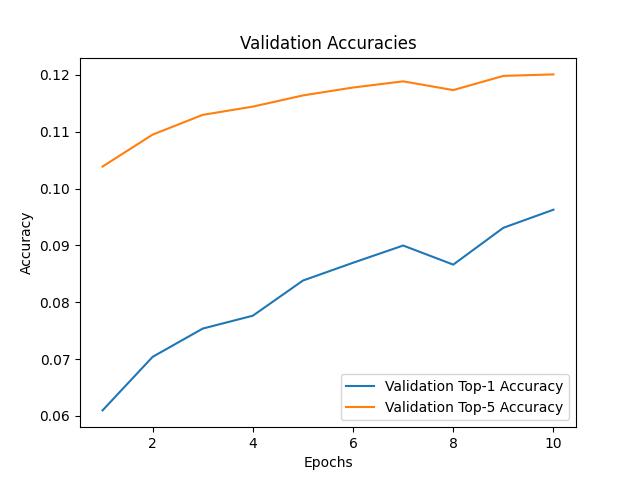 Validation Accuracies
Accuracy
0.12
0.11
0.10
0.09
0.08
0.07
0.06
Validation Top-1 Accuracy
Validation Top-5 Accuracy
2 4 6 8 10
Epochs